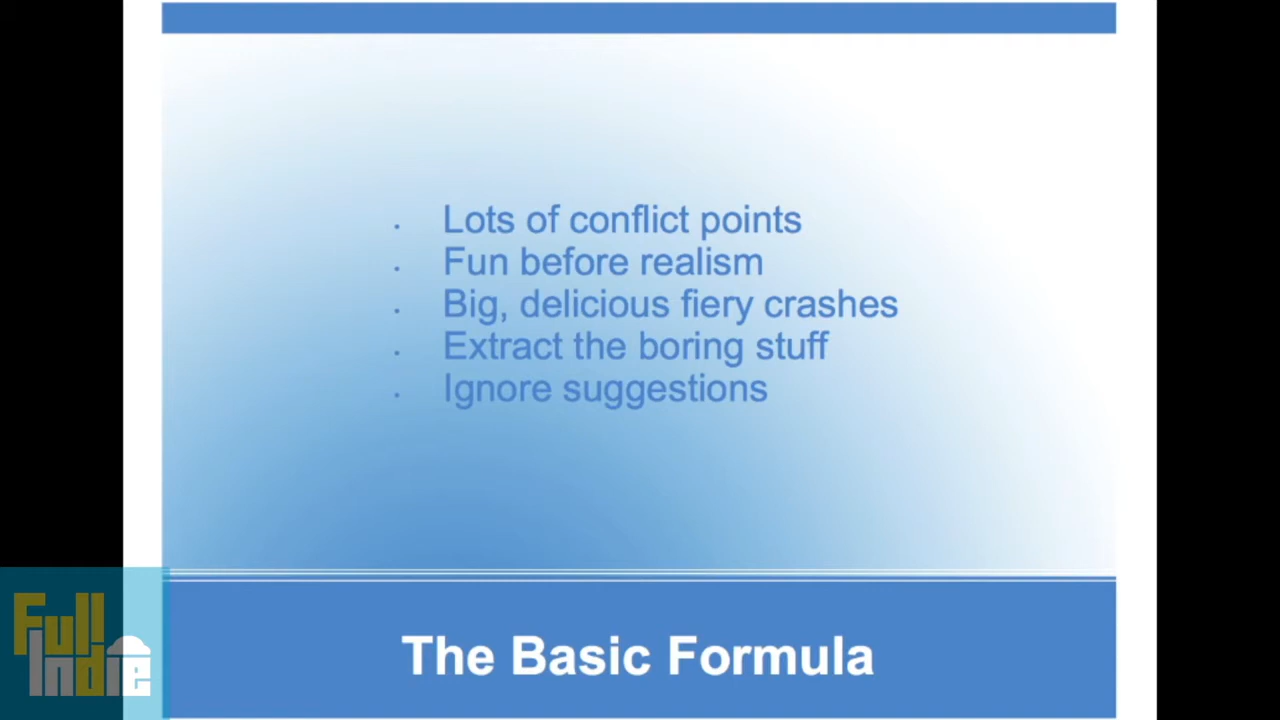 Lots of conflict points
Fun before realism
Big, delicious fiery crashes
Extract the boring stuff
Ignore suggestions
The Basic Formula
Full
Indie